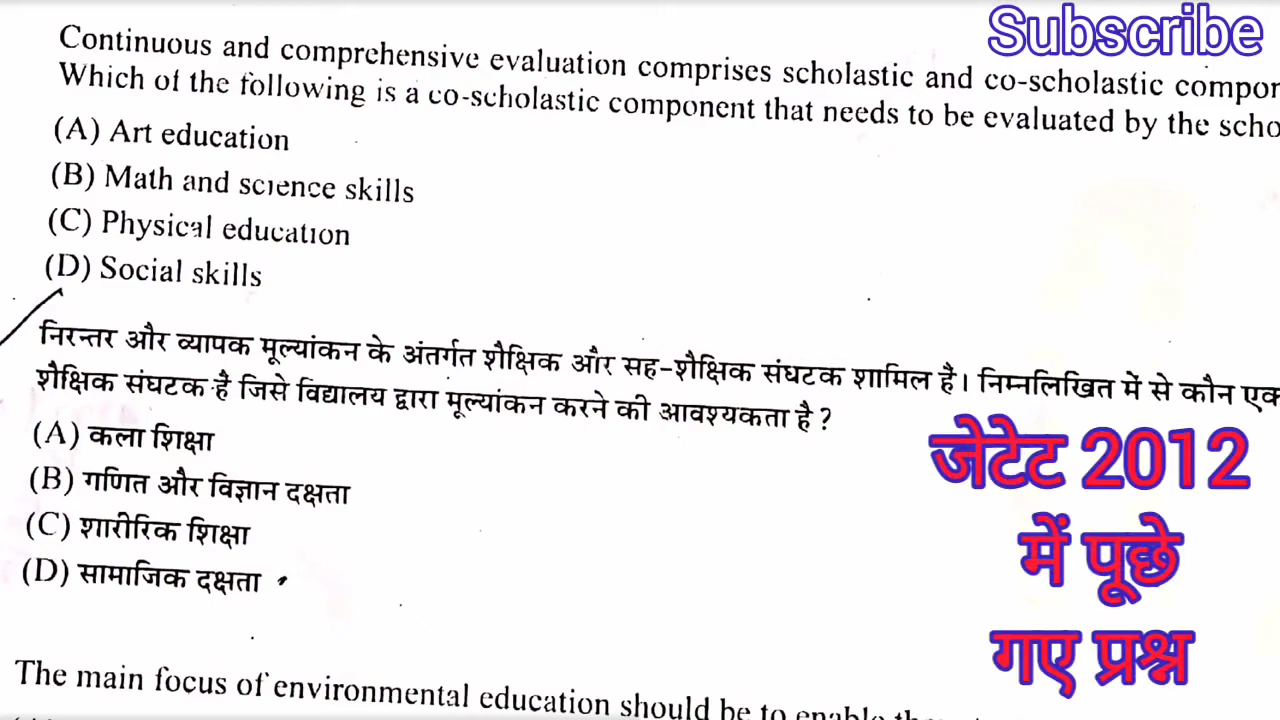 Subscribe
Continuous and comprehensive evaluation comprises scholastic and co-scholastic compor
Which of the following is a co-scholastic component that needs to be evaluated by the scho
(A) Art education
(B) Math and science skills
(C) Physical education
(D) Social skills
निरन्तर और व्यापक मूल्यांकन के अंतर्गत शैक्षिक और सह-शैक्षिक संघटक शामिल है। निम्नलिखित में से कौन एक
शैक्षिक संघटक है जिसे विद्यालय द्वारा मूल्यांकन करने की आवश्यकता है ?
(A) कला शिक्षा
(B) गणित और विज्ञान दक्षता
(C) शारीरिक शिक्षा
(D) सामाजिक दक्षता
जेटेट 2012
में पूछे
गए प्रश्न
The main focus of environmental education should be to enable